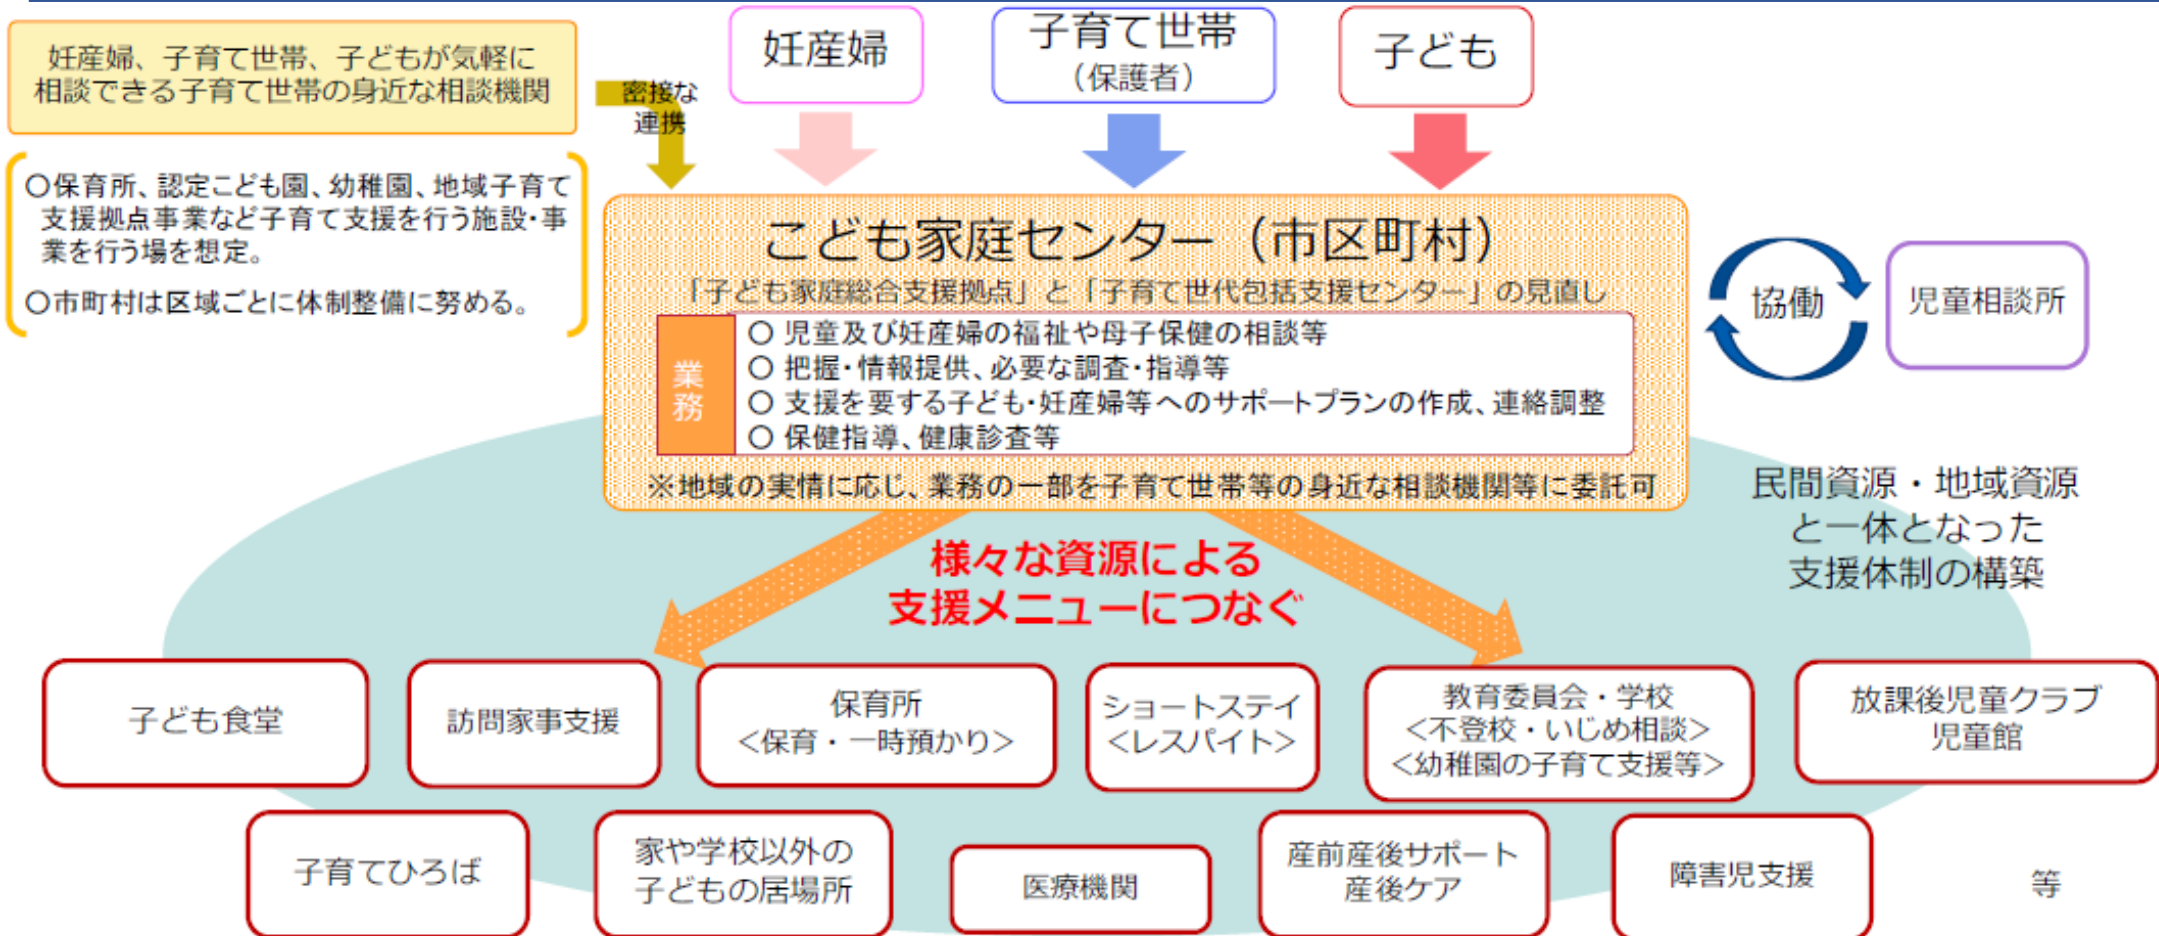 妊産婦、子育て世帯、子どもが気軽に
相談できる子育て世帯の身近な相談機関
密接な
連携
妊産婦
子育て世帯
（保護者）
子ども
〇保育所、認定こども園、幼稚園、地域子育て
支援拠点事業など子育て支援を行う施設・事
業を行う場を想定。
〇市町村は区域ごとに体制整備に努める。
こども家庭センター（市区町村）
「子ども家庭総合支援拠点」と「子育て世代包括支援センター」の見直し
業務
〇 児童及び妊産婦の福祉や母子保健の相談等
〇 把握・情報提供、必要な調査・指導等
〇 支援を要する子ども・妊産婦等へのサポートプランの作成、連絡調整
〇 保健指導、健康診査等
※地域の実情に応じ、業務の一部を子育て世帯等の身近な相談機関等に委託可
協働
児童相談所
民間資源・地域資源
と一体となった
支援体制の構築
様々な資源による
支援メニューにつなぐ
子ども食堂
訪問家事支援
保育所
＜保育・一時預かり＞
ショートステイ
＜レスパイト＞
教育委員会・学校
＜不登校・いじめ相談＞
＜幼稚園の子育て支援等＞
放課後児童クラブ
児童館
子育てひろば
家や学校以外の
子どもの居場所
医療機関
産前産後サポート
産後ケア
障害児支援
等